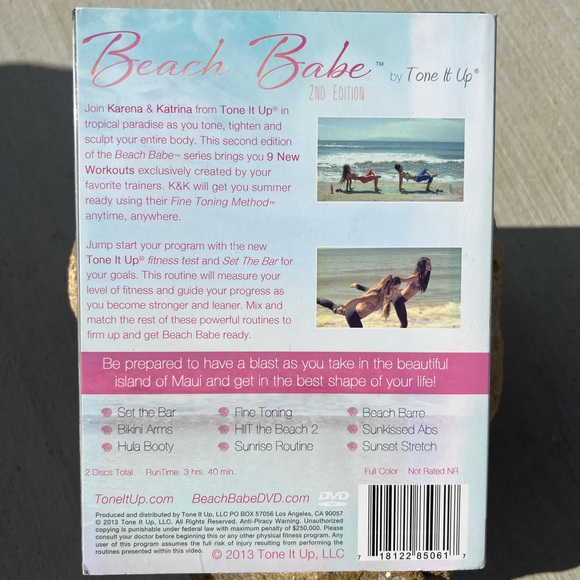 Beach Babe™ by Tone It Up®
2ND EDITION
Join Karena & Katrina from Tone It Up® in
tropical paradise as you tone, tighten and
sculpt your entire body. This second edition
of the Beach Babe™ series brings you 9 New
Workouts exclusively created by your
favorite trainers. K&K will get you summer
ready using their Fine Toning Method™
anytime, anywhere.
Jump start your program with the new
Tone It Up® fitness test and Set The Bar for
your goals. This routine will measure your
level of fitness and guide your progress as
you become stronger and leaner. Mix and
match the rest of these powerful routines to
firm up and get Beach Babe ready.
Be prepared to have a blast as you take in the beautiful
island of Maui and get in the best shape of your life!
Set the Bar
Bikini Arms
Hula Booty
Fine Toning
HIIT the Beach 2
Sunrise Routine
Beach Barre
Sunkissed Abs
Sunset Stretch
2 Discs Total RunTime: 3 hrs. 40 min. Full Color Not Rated NR
ToneItUp.com BeachBabeDVD.com DVD
VIDEO
Produced and distributed by Tone It Up, LLC PO BOX 57056 Los Angeles, CA 90057
© 2013 Tone It Up, LLC. All Rights Reserved. Anti-Piracy Warning. Unauthorized
copying is punishable under federal law with maximum penalty of $250,000. Please
consult your doctor before beginning this or any other physical fitness program. Any
user of this program assumes the full risk of injury resulting from performing the
routines presented within this video.
© 2013 Tone It Up, LLC
7 18122 85061 7